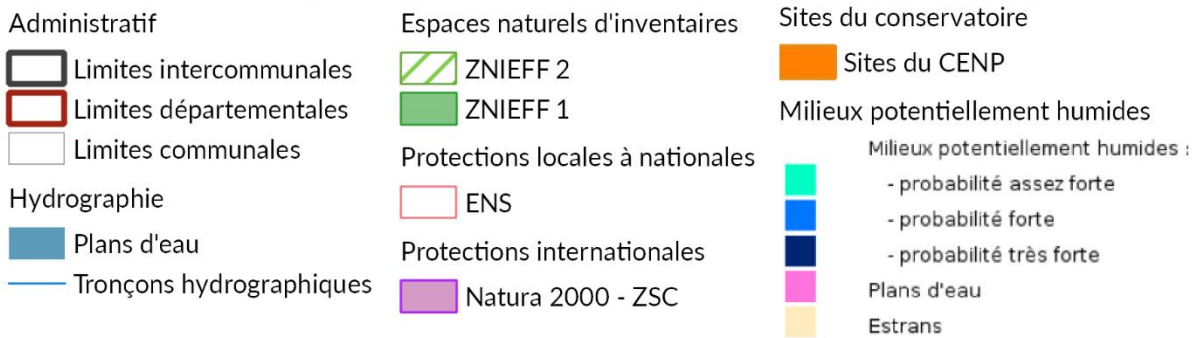 Administratif
Limites intercommunales
Limites départementales
Limites communales
Hydrographie
Plans d'eau
Tronçons hydrographiques
Espaces naturels d'inventaires
ZNIEFF 2
ZNIEFF 1
Protections locales à nationales
ENS
Protections internationales
Natura 2000 - ZSC
Sites du conservatoire
Sites du CENP
Milieux potentiellement humides
Milieux potentiellement humides :
- probabilité assez forte
- probabilité forte
- probabilité très forte
Plans d'eau
Estrans